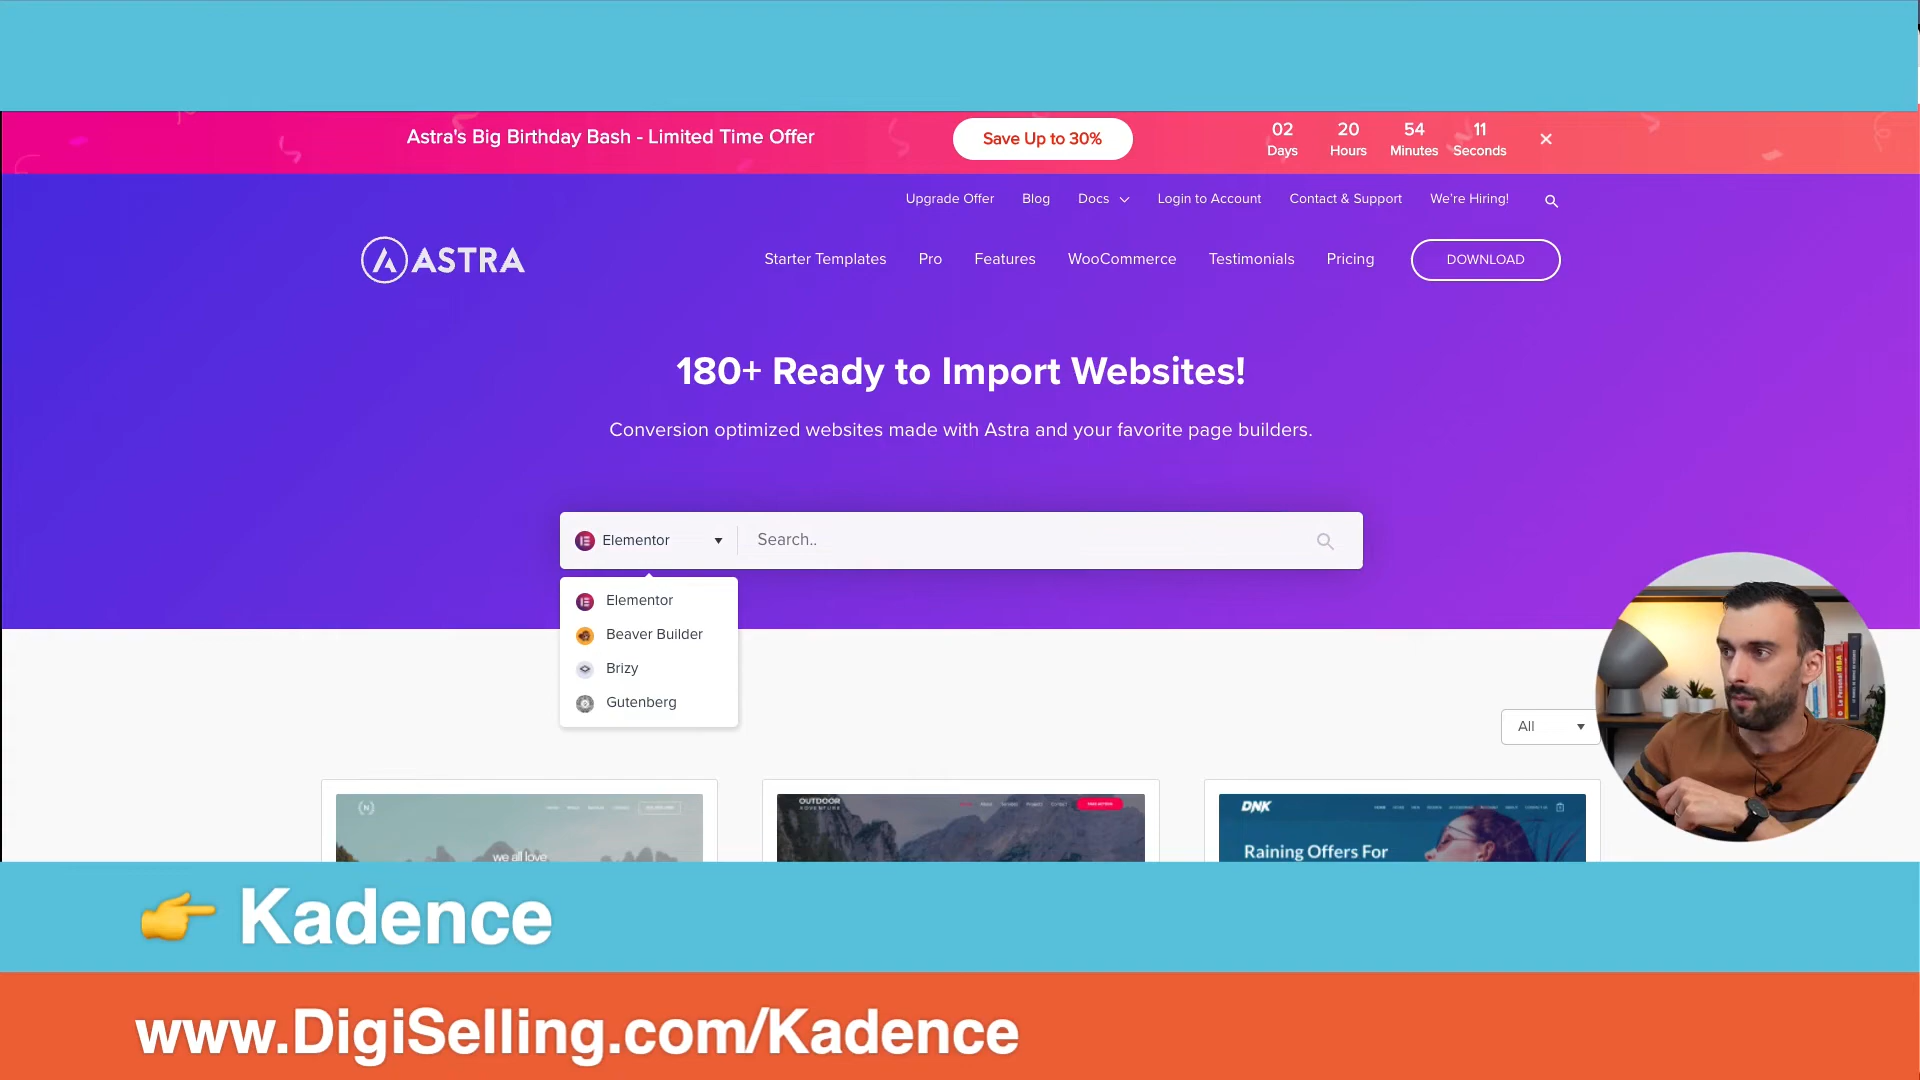 Astra's Big Birthday Bash - Limited Time Offer
Save Up to 30%
02 20 54 11
Days Hours Minutes Seconds
Upgrade Offer Blog Docs Login to Account Contact & Support We're Hiring!
ASTRA
Starter Templates Pro Features WooCommerce Testimonials Pricing DOWNLOAD
180+ Ready to Import Websites!
Conversion optimized websites made with Astra and your favorite page builders.
Elementor Search..
Elementor
Beaver Builder
Brizy
Gutenberg
All
OUTDOOR
ADVENTURE
DNK
we all love
Raining Offers For
Kadence
www.DigiSelling.com/Kadence